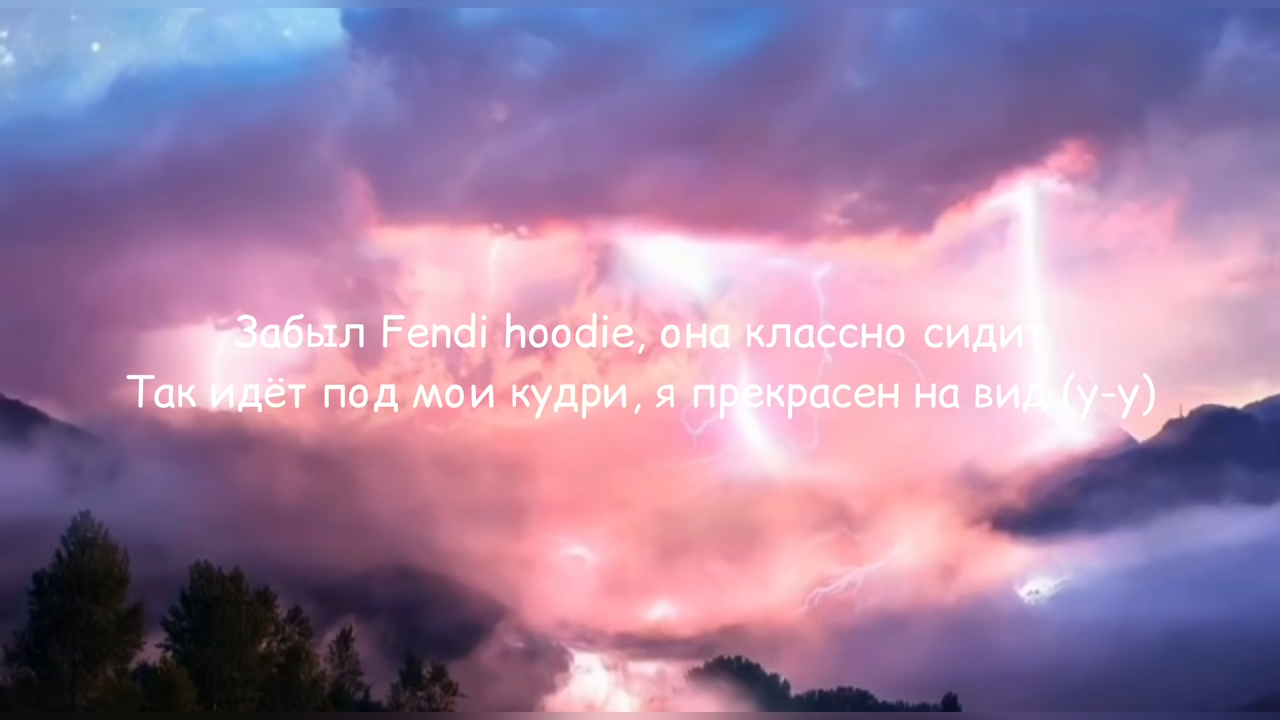 Забыл Fendi hoodie, она классно сидит
Так идёт под мои кудри, я прекрасен на вид (у-у)